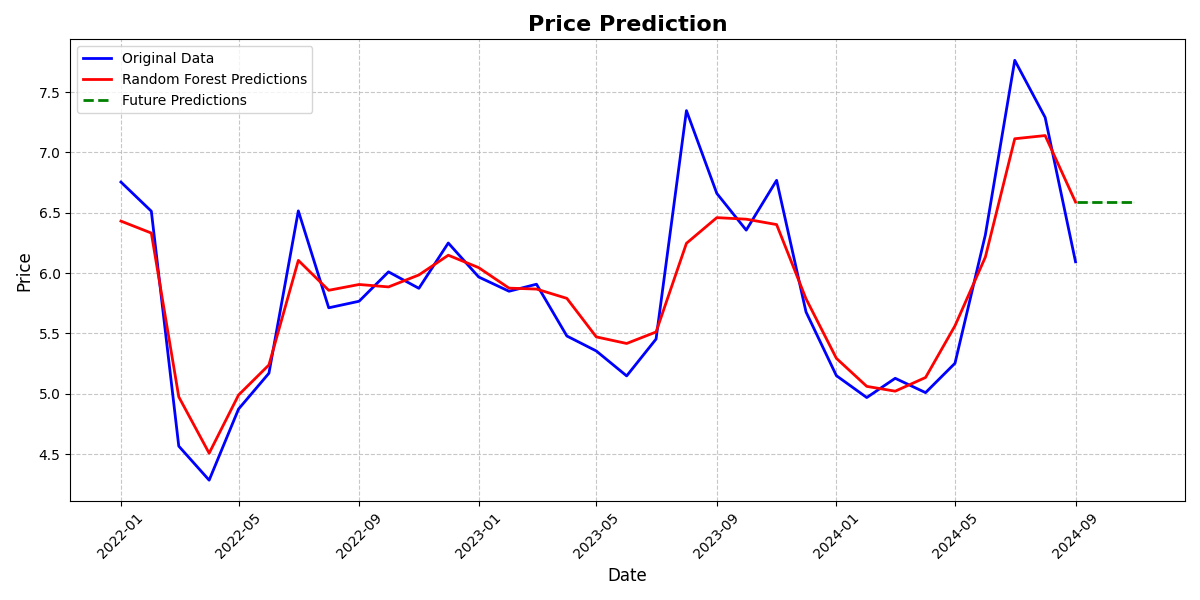 Price Prediction
Original Data
Random Forest Predictions
Future Predictions
Price
7.5
7.0
6.5
6.0
5.5
5.0
4.5
2022-01
2022-05
2022-09
2023-01
2023-05
2023-09
2024-01
2024-05
2024-09
Date